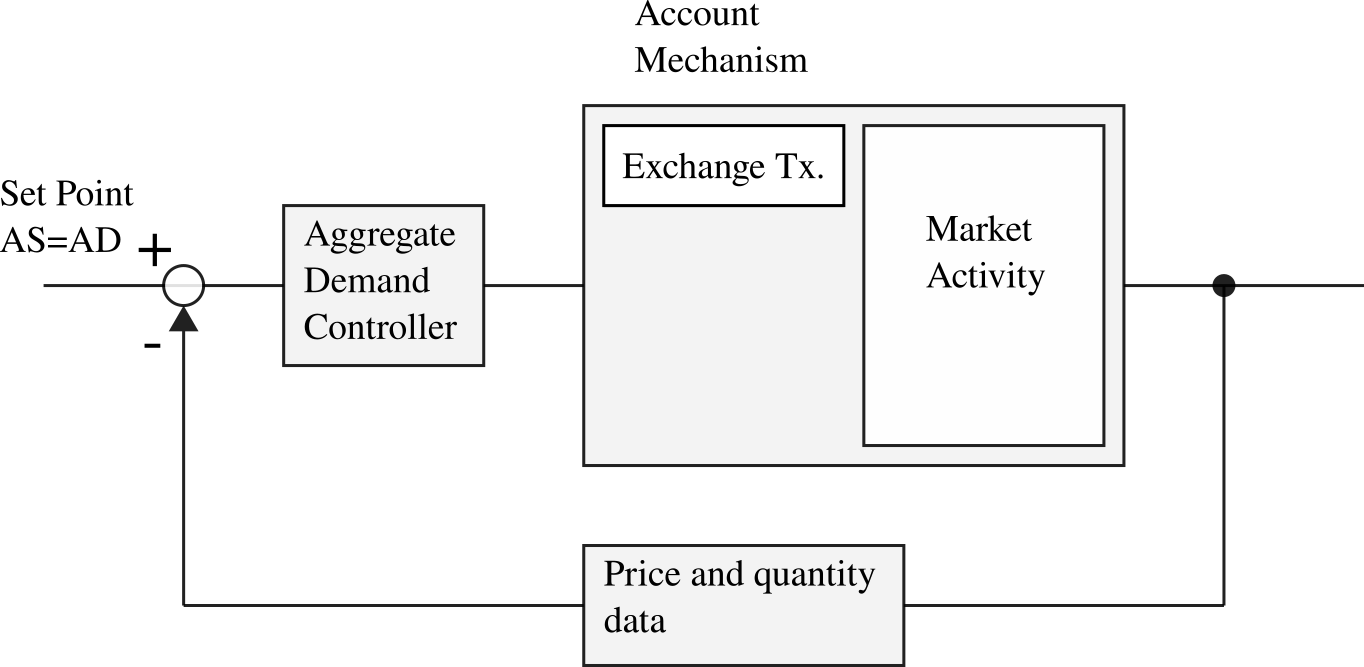 Account
Mechanism
Exchange Tx.
Set Point
AS=AD
+
Aggregate
Demand
Controller
Market
Activity
-
Price and quantity
data